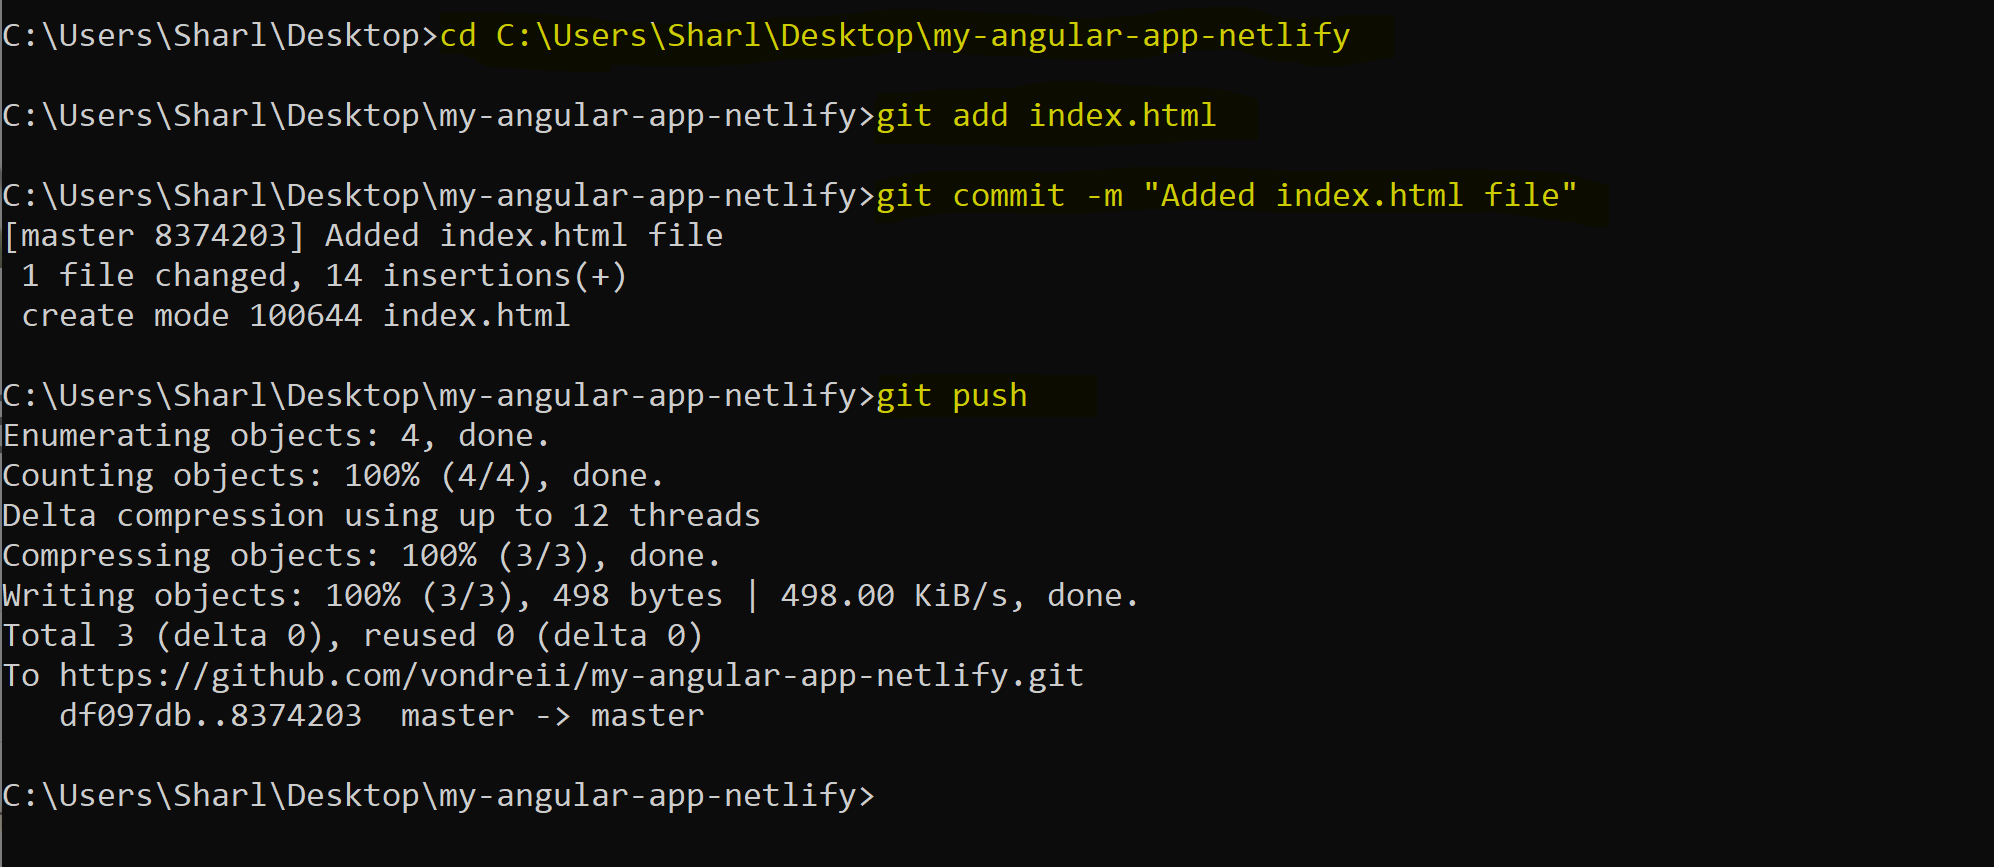 C:\Users\Sharl\Desktop>cd C:\Users\Sharl\Desktop\my-angular-app-netlify
C:\Users\Sharl\Desktop\my-angular-app-netlify>git add index.html
C:\Users\Sharl\Desktop\my-angular-app-netlify>git commit -m "Added index.html file"
[master 8374203] Added index.html file
 1 file changed, 14 insertions(+)
 create mode 100644 index.html
C:\Users\Sharl\Desktop\my-angular-app-netlify>git push
Enumerating objects: 4, done.
Counting objects: 100% (4/4), done.
Delta compression using up to 12 threads
Compressing objects: 100% (3/3), done.
Writing objects: 100% (3/3), 498 bytes | 498.00 KiB/s, done.
Total 3 (delta 0), reused 0 (delta 0)
To https://github.com/vondreii/my-angular-app-netlify.git
   df097db..8374203  master -> master
C:\Users\Sharl\Desktop\my-angular-app-netlify>